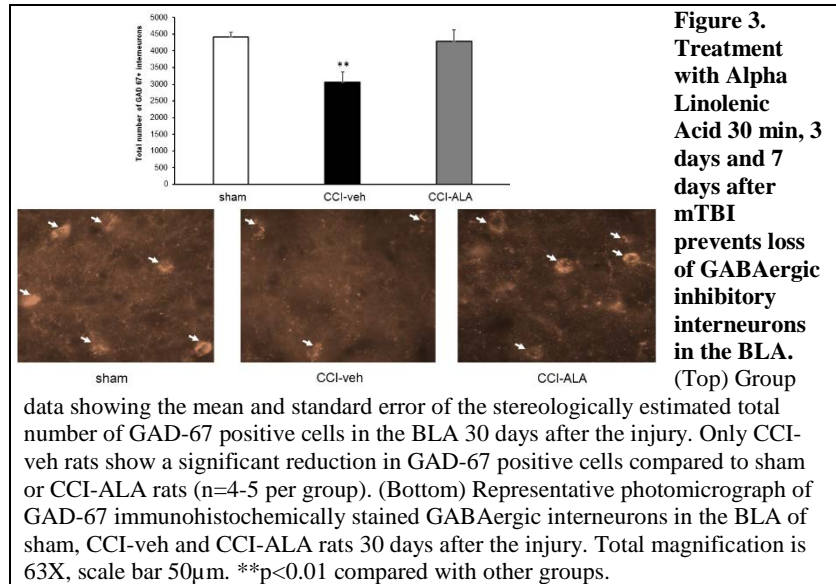 5000
4500
4000
3500
3000
2500
2000
1500
1000
500
0
Total number of GAD 67+ interneurons
**
sham
CCI-veh
CCI-ALA
sham
CCI-veh
CCI-ALA
Figure 3.
Treatment
with Alpha
Linolenic
Acid 30 min, 3
days and 7
days after
mTBI
prevents loss
of GABAergic
inhibitory
interneurons
in the BLA.
(Top) Group
data showing the mean and standard error of the stereologically estimated total
number of GAD-67 positive cells in the BLA 30 days after the injury. Only CCI-
veh rats show a significant reduction in GAD-67 positive cells compared to sham
or CCI-ALA rats (n=4-5 per group). (Bottom) Representative photomicrograph of
GAD-67 immunohistochemically stained GABAergic interneurons in the BLA of
sham, CCI-veh and CCI-ALA rats 30 days after the injury. Total magnification is
63X, scale bar 50µm. **p<0.01 compared with other groups.